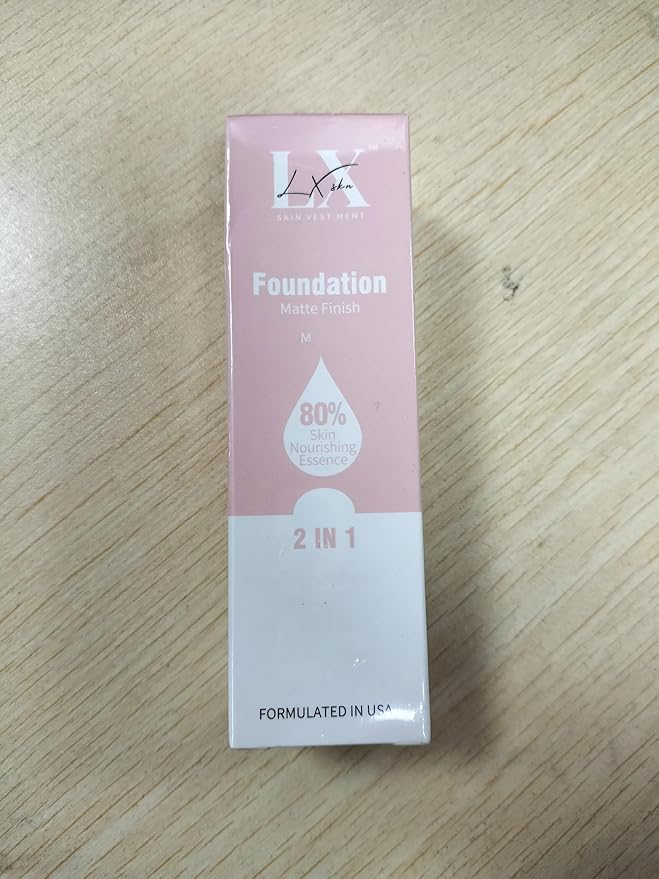 LX
LX skn
SKIN VEST MENT
Foundation
Matte Finish
M
80%
Skin
Nourishing
Essence
2 IN 1
FORMULATED IN USA